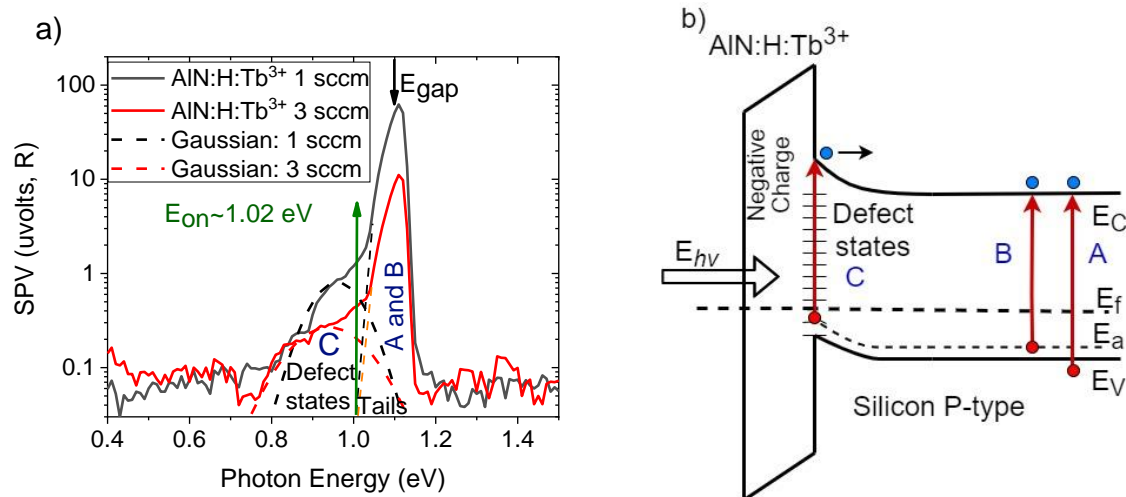 a)
SPV (uvolts, R)
100
10
1
0.1
AlN:H:Tb³⁺ 1 sccm
AlN:H:Tb³⁺ 3 sccm
Gaussian: 1 sccm
Gaussian: 3 sccm
Egap
Eon~1.02 eV
A and B
C
Defect
states
Tails
0.4 0.6 0.8 1.0 1.2 1.4
Photon Energy (eV)
b)
AlN:H:Tb³⁺
Negative
Charge
Defect
states
C
Ehv
B
A
EC
Ef
Ea
EV
Silicon P-type